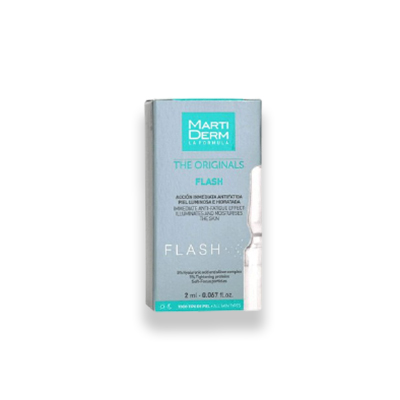 MARTI
DERM
LA FORMULA
THE ORIGINALS
FLASH
ACCIÓN INMEDIATA ANTIFATIGA
PIEL LUMINOSA E HIDRATADA
IMMEDIATE ANTI-FATIGUE EFFECT
ILLUMINATES AND MOISTURISES
THE SKIN
FLASH
2 ml - 0.067 fl. oz.